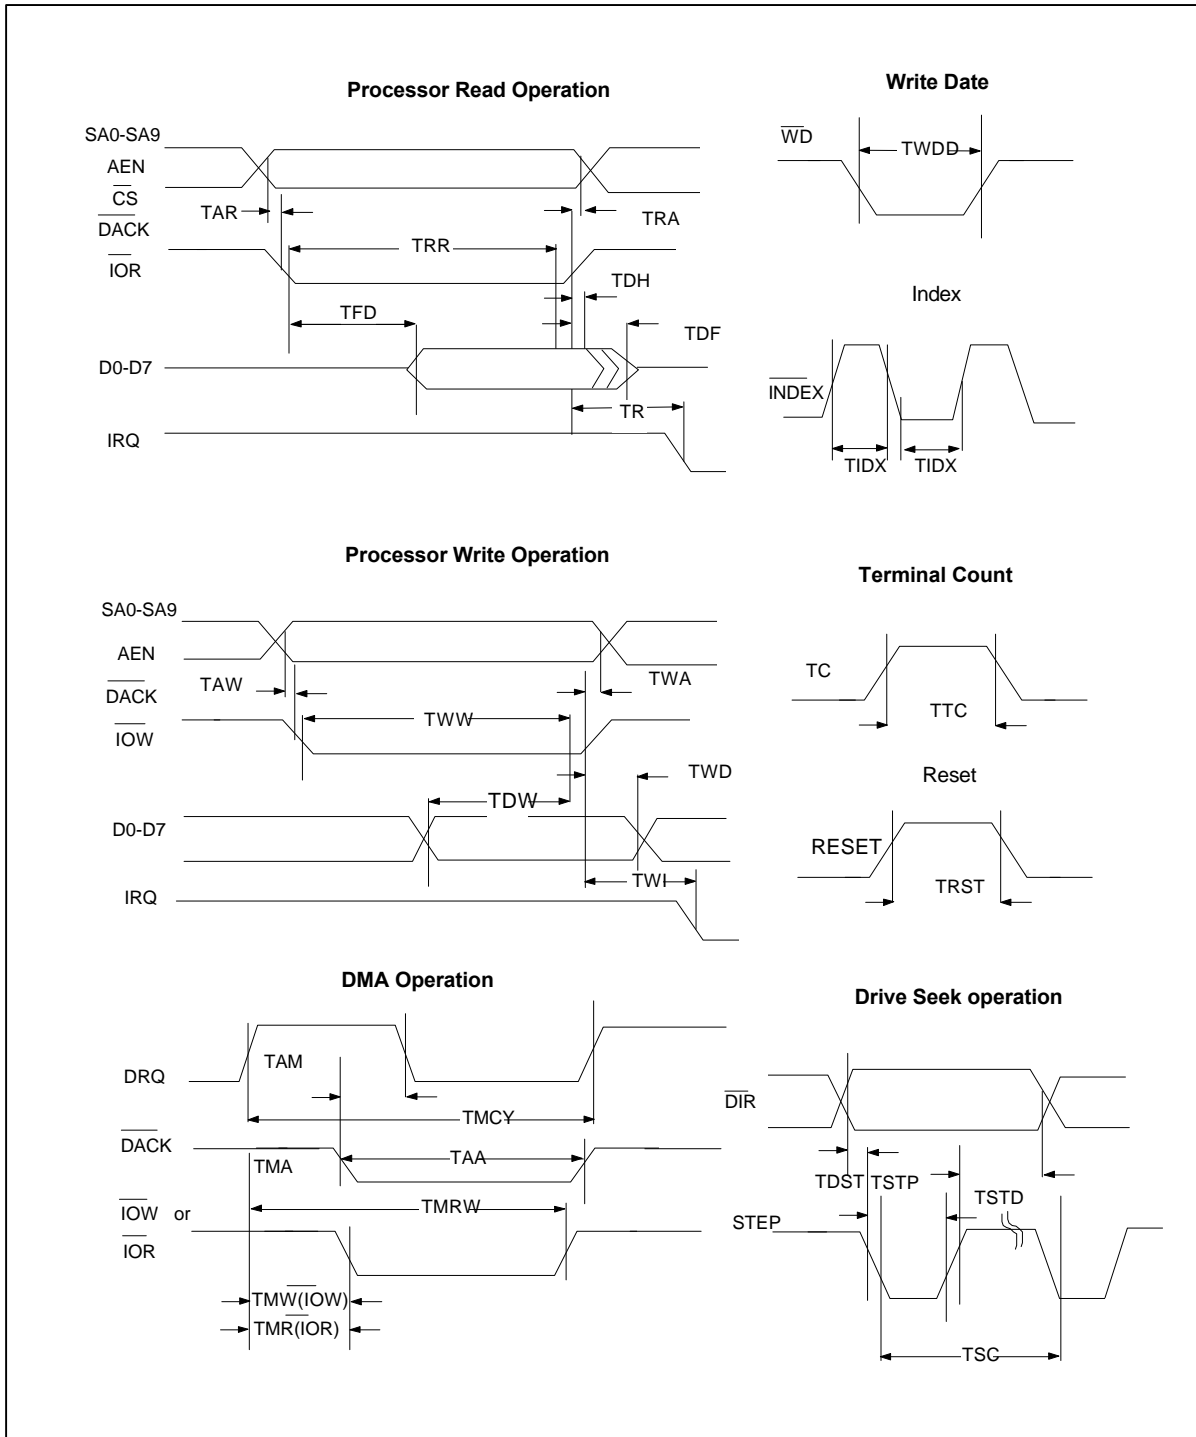 Processor Read Operation
SA0-SA9
AEN
CS
DACK
IOR
TAR
TRA
TRR
TDH
TFD
TDF
D0-D7
TR
IRQ
Write Date
WD
TWDD
Index
INDEX
TIDX
TIDX
Processor Write Operation
SA0-SA9
AEN
DACK
IOW
TAW
TWA
TWW
TWD
TDW
D0-D7
TWI
IRQ
Terminal Count
TC
TTC
Reset
RESET
TRST
DMA Operation
DRQ
TAM
TMCY
DACK
TMA
TAA
IOW or
IOR
TMRW
TMW(IOW)
TMR(IOR)
Drive Seek operation
DIR
TDST
TSTP
TSTD
STEP
TSC